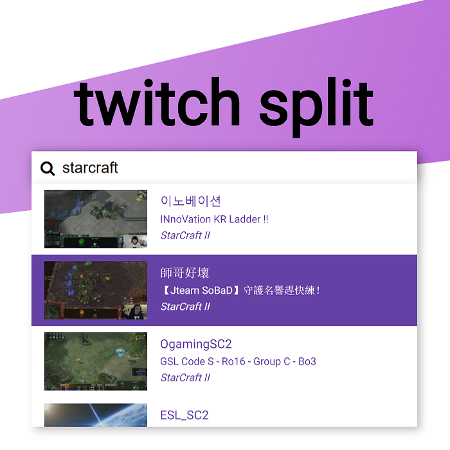 twitch split
starcraft
이노베이션
INnoVation KR Ladder !!
StarCraft II
師哥好壞
【Jteam SoBaD】守護名譽趕快練！
StarCraft II
OgamingSC2
GSL Code S - Ro16 - Group C - Bo3
StarCraft II
ESL_SC2